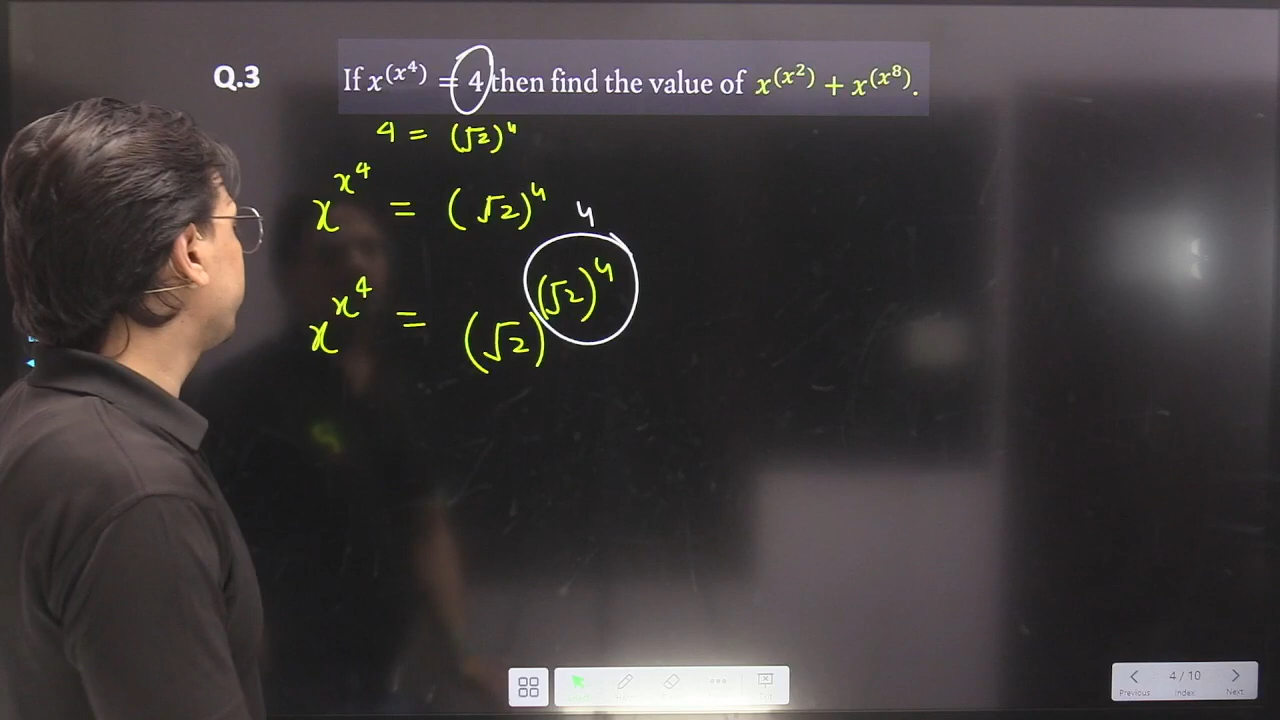 Q.3 If x^(x^4) = 4 then find the value of x^(x^2) + x^(x^8).
4 = (√2)^4
x^x^4 = (√2)^4
4
x^x^4 = (√2)^(√2)^4
4 / 10
Previous Index Next